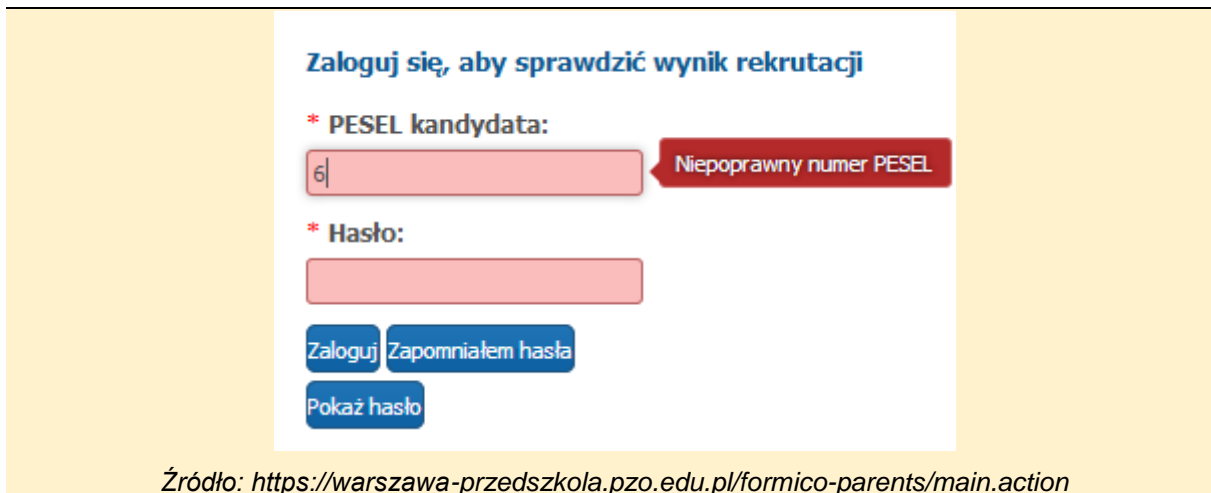 Zaloguj się, aby sprawdzić wynik rekrutacji
* PESEL kandydata:
6
Niepoprawny numer PESEL
* Hasło:
Zaloguj Zapomniałem hasła
Pokaż hasło
Źródło: https://warszawa-przedszkola.pzo.edu.pl/formico-parents/main.action